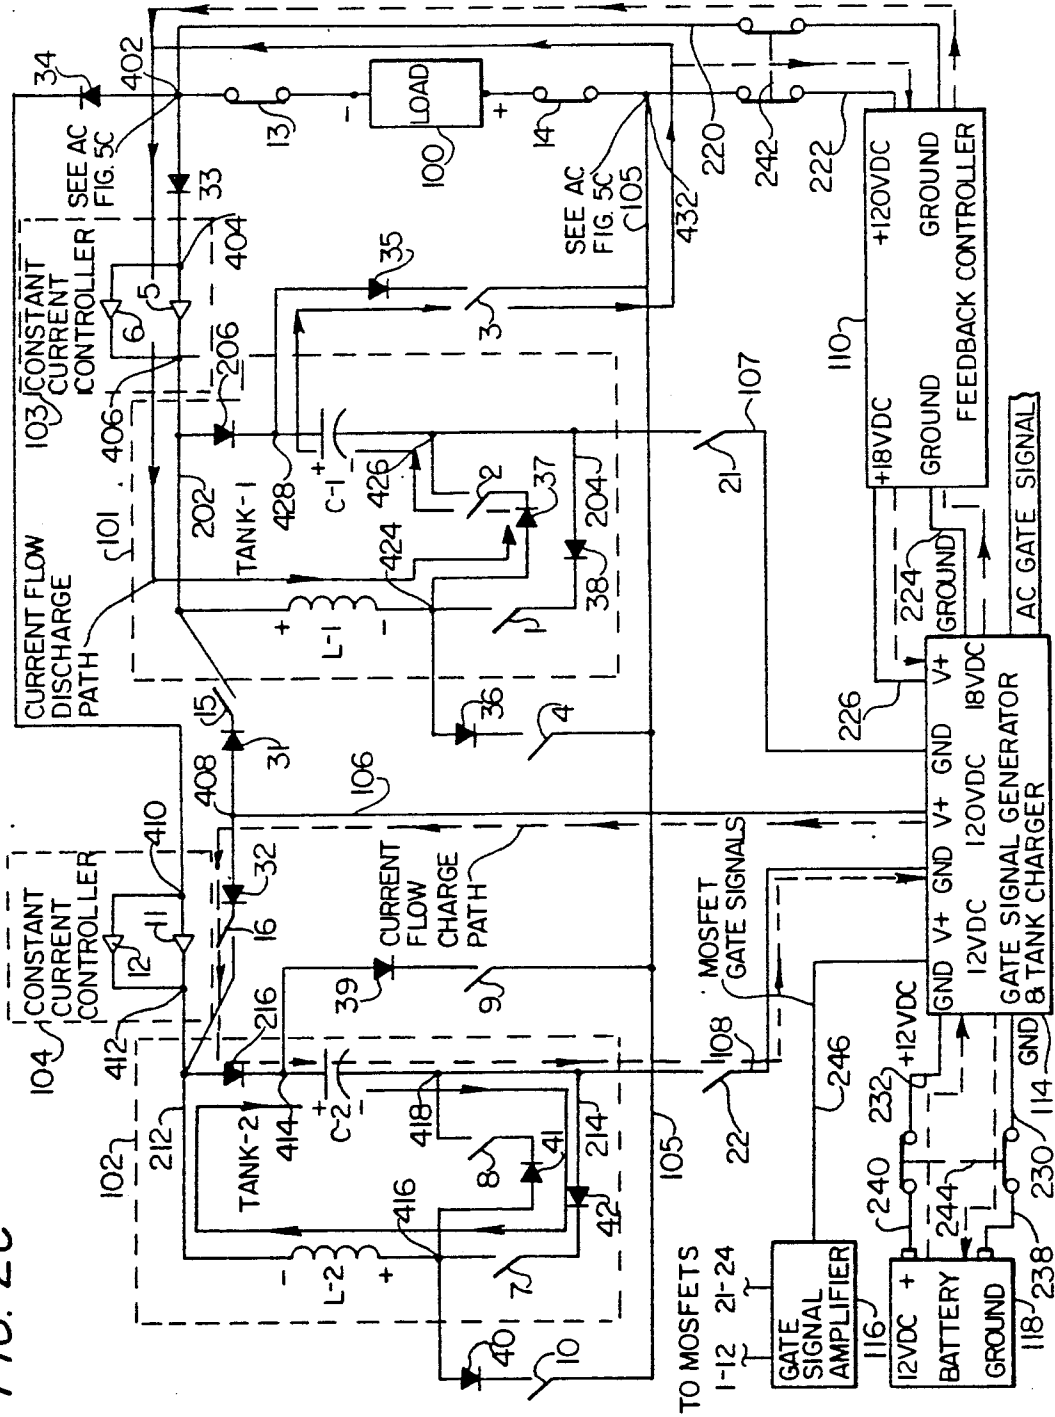 FIG. 2C
104
CONSTANT
CURRENT
CONTROLLER
412
410
12
11
CURRENT FLOW
DISCHARGE
PATH
103
CONSTANT
CURRENT
CONTROLLER
SEE AC
FIG. 5C
34
402
102
212
216
16
32
408
15
31
101
202
406
206
6
5
404
33
TANK-2
414
+
C-2
-
-
L-2
+
416
418
8
41
7
42
214
39
9
CURRENT
FLOW
CHARGE
PATH
106
TANK-1
428
+
C-1
-
426
+
L-1
-
424
2
37
1
38
204
35
3
13
-
LOAD
100
+
14
SEE AC
FIG. 5C
105
432
40
10
105
22
108
36
4
21
107
220
242
222
MOSFET
GATE SIGNALS
TO MOSFETS
1-12
21-24
GATE
SIGNAL
AMPLIFIER
116
246
12VDC +
BATTERY
GROUND
118
238
240
244
232
+12VDC
GND
230
114
GND V+ GND V+ GND V+
12VDC 120VDC 18VDC
GATE SIGNAL GENERATOR
& TANK CHARGER
226
224
GROUND
AC GATE SIGNAL
110
+18VDC
+120VDC
GROUND
GROUND
FEEDBACK CONTROLLER